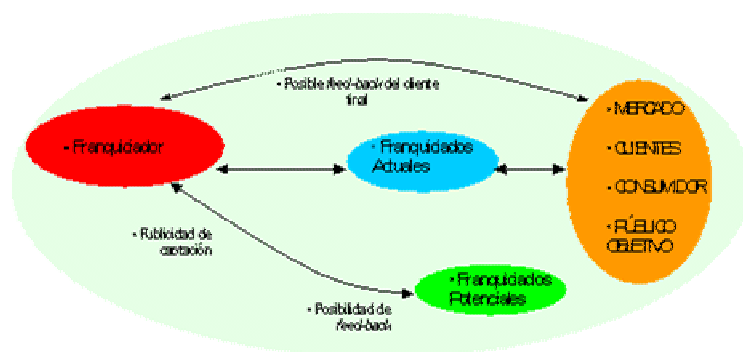 • Posible feed-back del cliente
final
• Franquiciador
• Franquiciados
Actuales
• MERCADO
• CLIENTES
• CONSUMIDOR
• PÚBLICO
OBJETIVO
• Publicidad de
captación
• Franquiciados
Potenciales
• Posibilidad de
feed-back